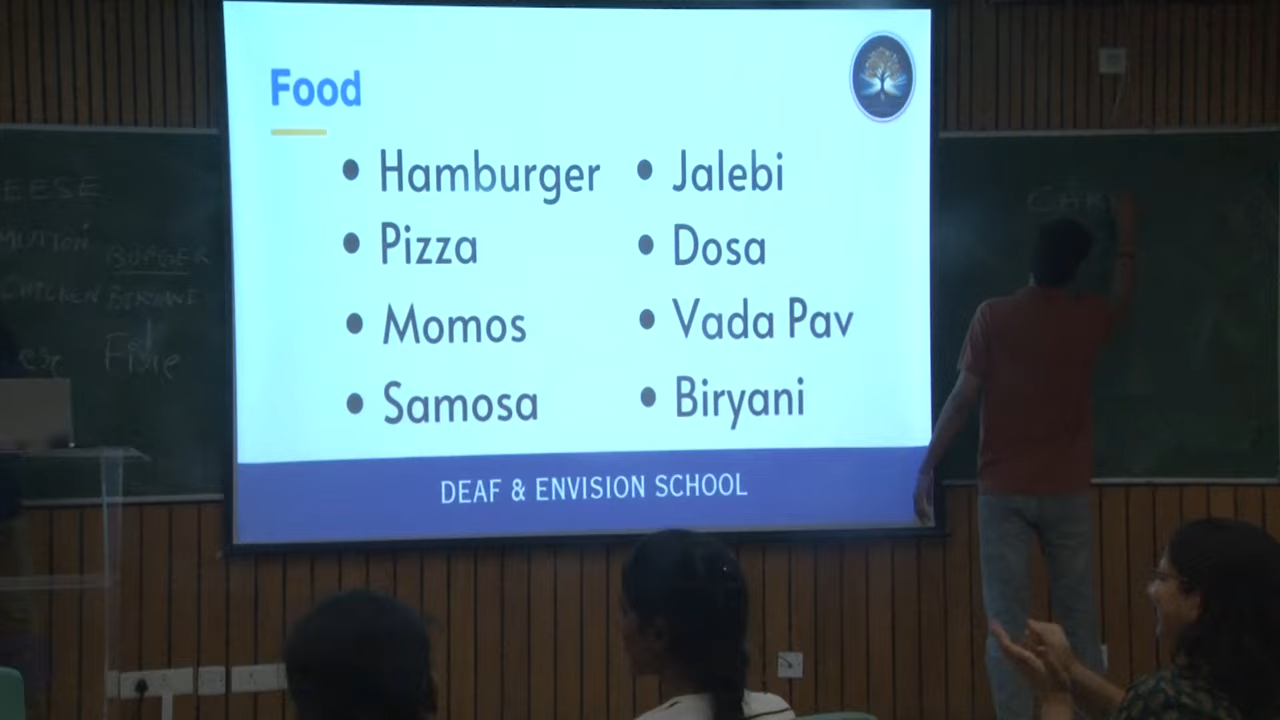 Food
Hamburger
Pizza
Momos
Samosa
Jalebi
Dosa
Vada Pav
Biryani
DEAF & ENVISION SCHOOL
EESE
MUTTON BURGER
CHICKEN BIRYANI